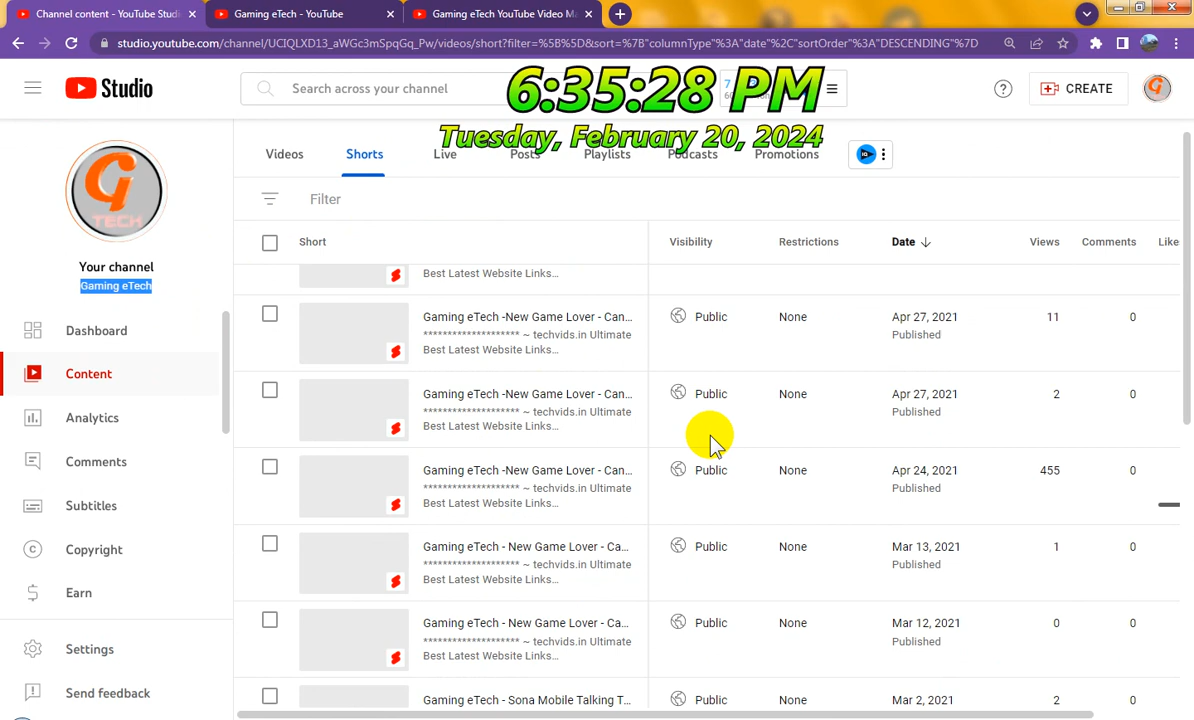 Channel content - YouTube Studi
Gaming eTech - YouTube
Gaming eTech YouTube Video Ma
studio.youtube.com/channel/UCIQLXD13_aWGc3mSpqGq_Pw/videos/short?filter=%5B%5D&sort=%7B"columnType"%3A"date"%2C"sortOrder"%3A"DESCENDING"%7D
Studio
Search across your channel
6:35:28 PM
CREATE
Tuesday, February 20, 2024
Videos
Shorts
Live
Posts
Playlists
Podcasts
Promotions
Filter
Short
Visibility
Restrictions
Date
Views
Comments
Like
G
TECH
Your channel
Gaming eTech
Dashboard
Content
Analytics
Comments
Subtitles
Copyright
Earn
Settings
Send feedback
Best Latest Website Links...
Gaming eTech -New Game Lover - Can...
Public
None
Apr 27, 2021
11
0
******************** ~ techvids.in Ultimate
Published
Best Latest Website Links...
Gaming eTech -New Game Lover - Can...
Public
None
Apr 27, 2021
2
0
******************** ~ techvids.in Ultimate
Published
Best Latest Website Links...
Gaming eTech -New Game Lover - Can...
Public
None
Apr 24, 2021
455
0
******************** ~ techvids.in Ultimate
Published
Best Latest Website Links...
Gaming eTech - New Game Lover - Ca...
Public
None
Mar 13, 2021
1
0
******************** ~ techvids.in Ultimate
Published
Best Latest Website Links...
Gaming eTech - New Game Lover - Ca...
Public
None
Mar 12, 2021
0
0
******************** ~ techvids.in Ultimate
Published
Best Latest Website Links...
Gaming eTech - Sona Mobile Talking T...
Public
None
Mar 2, 2021
2
0